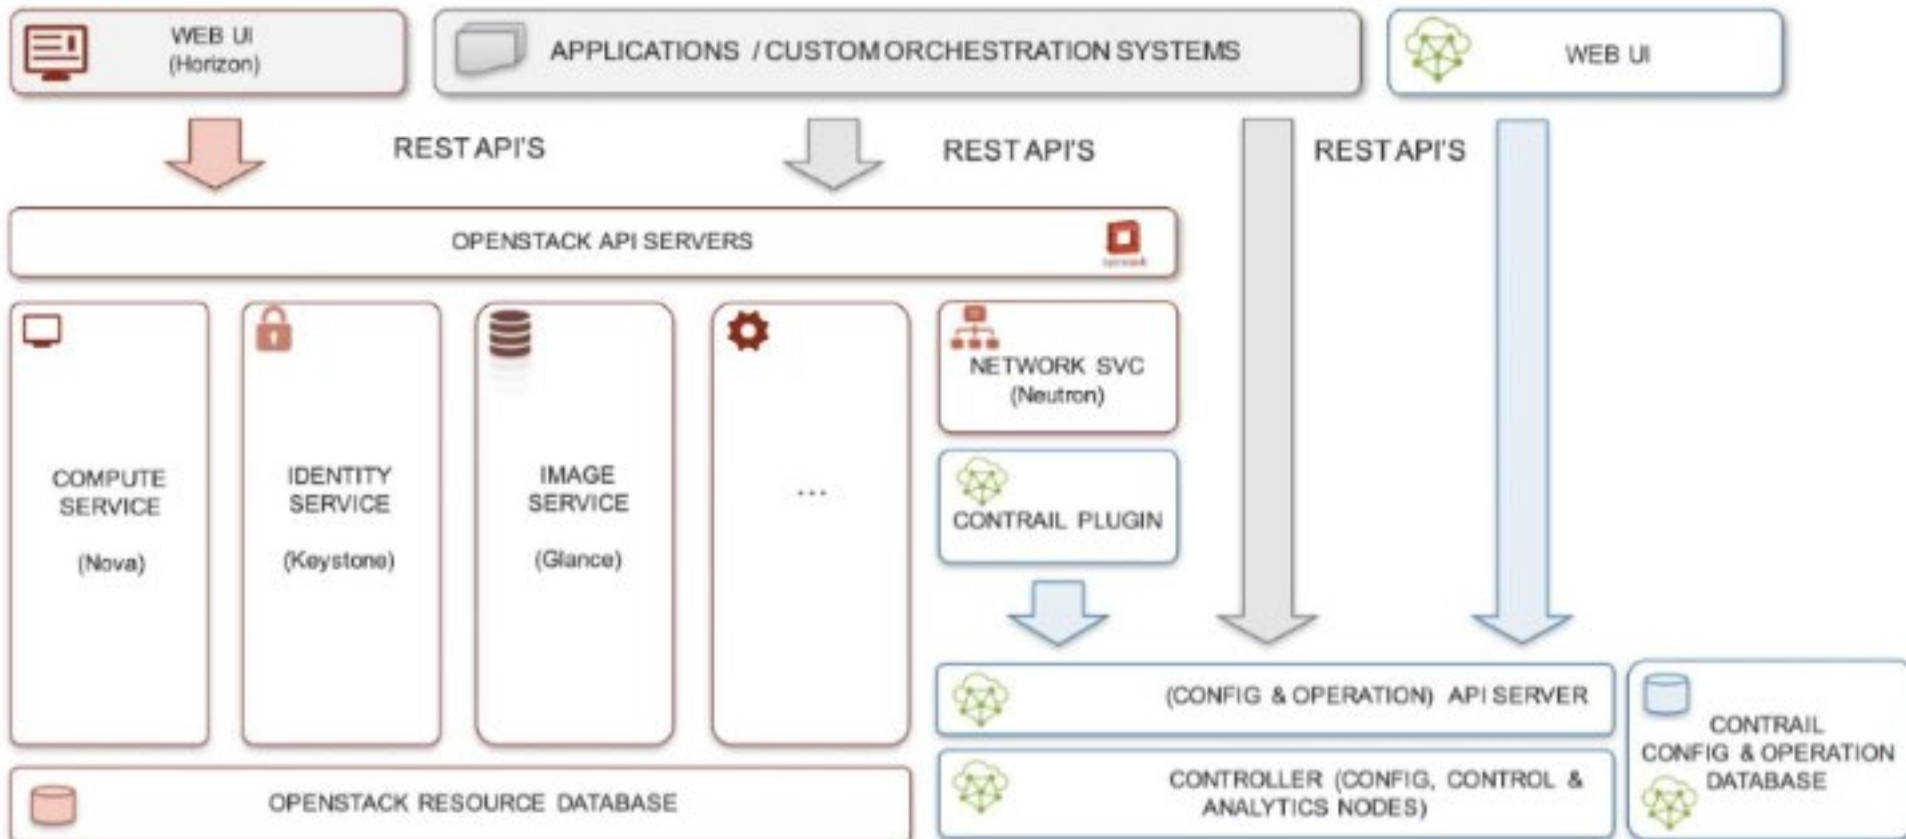 WEB UI
(Horizon)
APPLICATIONS / CUSTOM ORCHESTRATION SYSTEMS
WEB UI
REST API'S
REST API'S
REST API'S
OPENSTACK API SERVERS
COMPUTE
SERVICE
(Nova)
IDENTITY
SERVICE
(Keystone)
IMAGE
SERVICE
(Glance)
...
NETWORK SVC
(Neutron)
CONTRAIL PLUGIN
(CONFIG & OPERATION) API SERVER
CONTROLLER (CONFIG, CONTROL &
ANALYTICS NODES)
CONTRAIL
CONFIG & OPERATION
DATABASE
OPENSTACK RESOURCE DATABASE